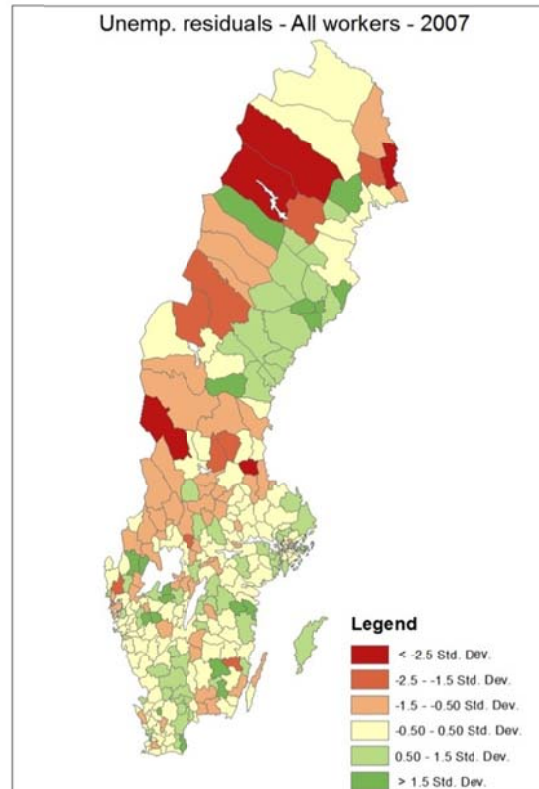 Unemp. residuals - All workers - 2007
Legend
< -2.5 Std. Dev.
-2.5 - -1.5 Std. Dev.
-1.5 - -0.50 Std. Dev.
-0.50 - 0.50 Std. Dev.
0.50 - 1.5 Std. Dev.
> 1.5 Std. Dev.